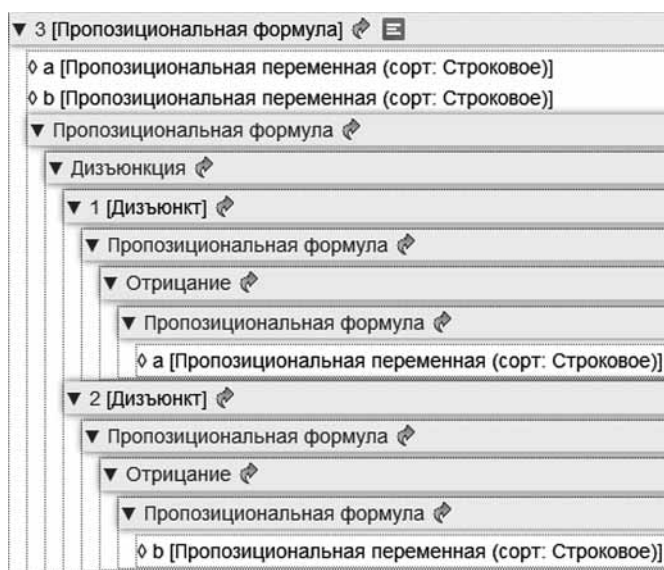 ▼ 3 [Пропозициональная формула]
◊ a [Пропозициональная переменная (сорт: Строковое)]
◊ b [Пропозициональная переменная (сорт: Строковое)]
▼ Пропозициональная формула
▼ Дизъюнкция
▼ 1 [Дизъюнкт]
▼ Пропозициональная формула
▼ Отрицание
▼ Пропозициональная формула
◊ a [Пропозициональная переменная (сорт: Строковое)]
▼ 2 [Дизъюнкт]
▼ Пропозициональная формула
▼ Отрицание
▼ Пропозициональная формула
◊ b [Пропозициональная переменная (сорт: Строковое)]